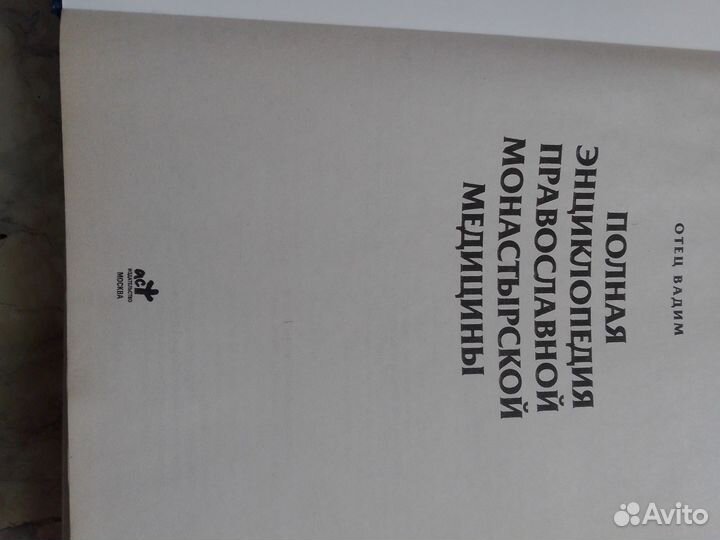 ОТЕЦ ВАДИМ
ПОЛНАЯ
ЭНЦИКЛОПЕДИЯ
ПРАВОСЛАВНОЙ
МОНАСТЫРСКОЙ
МЕДИЦИНЫ
аст
ИЗДАТЕЛЬСТВО
МОСКВА
Avito